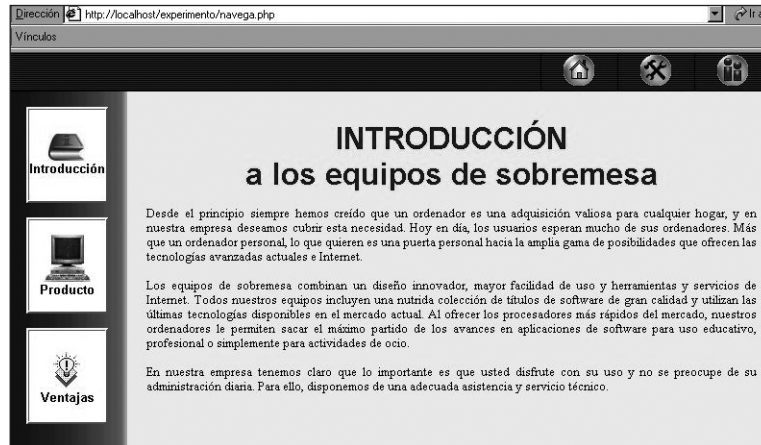 Dirección http://localhost/experimento/navega.php Ir a
Vínculos
Introducción
Producto
Ventajas
INTRODUCCIÓN
a los equipos de sobremesa
Desde el principio siempre hemos creído que un ordenador es una adquisición valiosa para cualquier hogar, y en
nuestra empresa deseamos cubrir esta necesidad. Hoy en día, los usuarios esperan mucho de sus ordenadores. Más
que un ordenador personal, lo que quieren es una puerta personal hacia la amplia gama de posibilidades que ofrecen las
tecnologías avanzadas actuales e Internet.
Los equipos de sobremesa combinan un diseño innovador, mayor facilidad de uso y herramientas y servicios de
Internet. Todos nuestros equipos incluyen una nutrida colección de títulos de software de gran calidad y utilizan las
últimas tecnologías disponibles en el mercado actual. Al ofrecer los procesadores más rápidos del mercado, nuestros
ordenadores le permiten sacar el máximo partido de los avances en aplicaciones de software para uso educativo,
profesional o simplemente para actividades de ocio.
En nuestra empresa tenemos claro que lo importante es que usted disfrute con su uso y no se preocupe de su
administración diaria. Para ello, disponemos de una adecuada asistencia y servicio técnico.